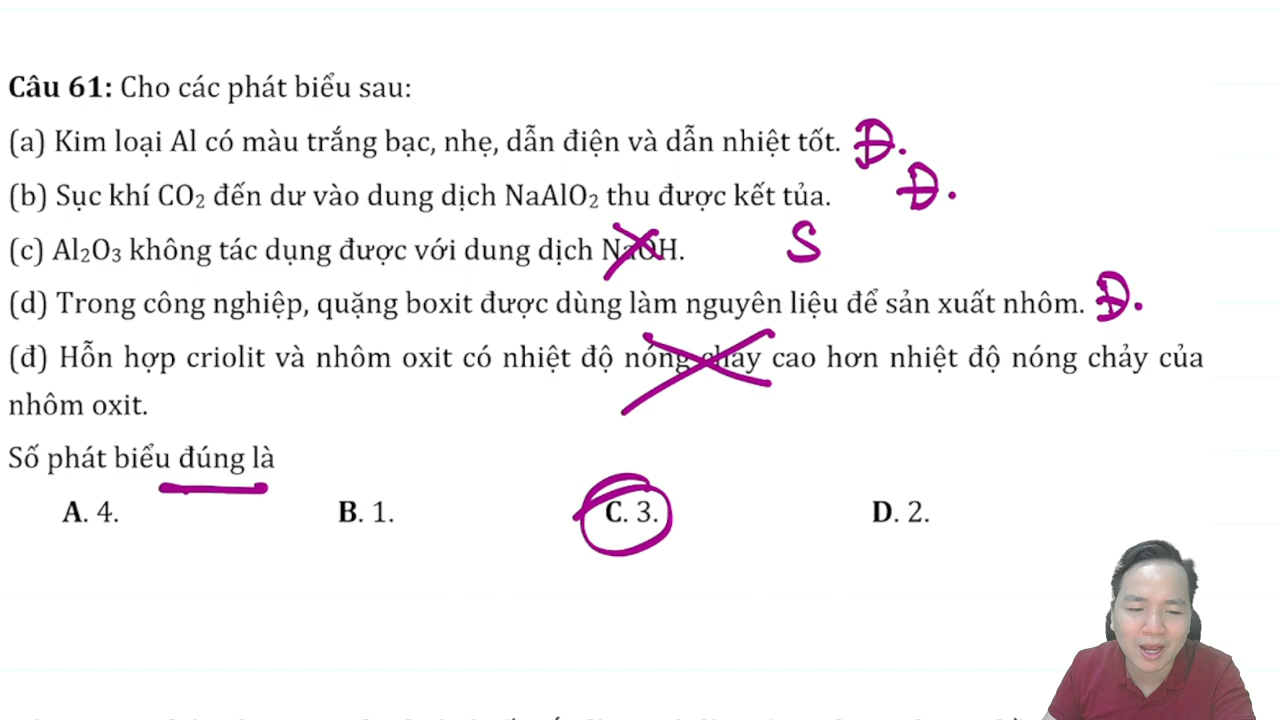 Câu 61: Cho các phát biểu sau:
(a) Kim loại Al có màu trắng bạc, nhẹ, dẫn điện và dẫn nhiệt tốt. Đ.
(b) Sục khí CO₂ đến dư vào dung dịch NaAlO₂ thu được kết tủa. Đ.
(c) Al₂O₃ không tác dụng được với dung dịch NaOH. S
(d) Trong công nghiệp, quặng boxit được dùng làm nguyên liệu để sản xuất nhôm. Đ.
(đ) Hỗn hợp criolit và nhôm oxit có nhiệt độ nóng chảy cao hơn nhiệt độ nóng chảy của
nhôm oxit.
Số phát biểu đúng là
A. 4. B. 1. C. 3. D. 2.